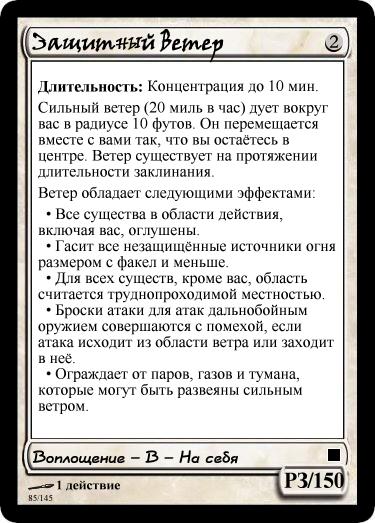 Защитный Ветер 2
Длительность: Концентрация до 10 мин.
Сильный ветер (20 миль в час) дует вокруг
вас в радиусе 10 футов. Он перемещается
вместе с вами так, что вы остаётесь в
центре. Ветер существует на протяжении
длительности заклинания.
Ветер обладает следующими эффектами:
• Все существа в области действия,
включая вас, оглушены.
• Гасит все незащищённые источники огня
размером с факел и меньше.
• Для всех существ, кроме вас, область
считается труднопроходимой местностью.
• Броски атаки для атак дальнобойным
оружием совершаются с помехой, если
атака исходит из области ветра или заходит
в неё.
• Ограждает от паров, газов и тумана,
которые могут быть развеяны сильным
ветром.
Воплощение – В – На себя
1 действие
P3/150
85/145